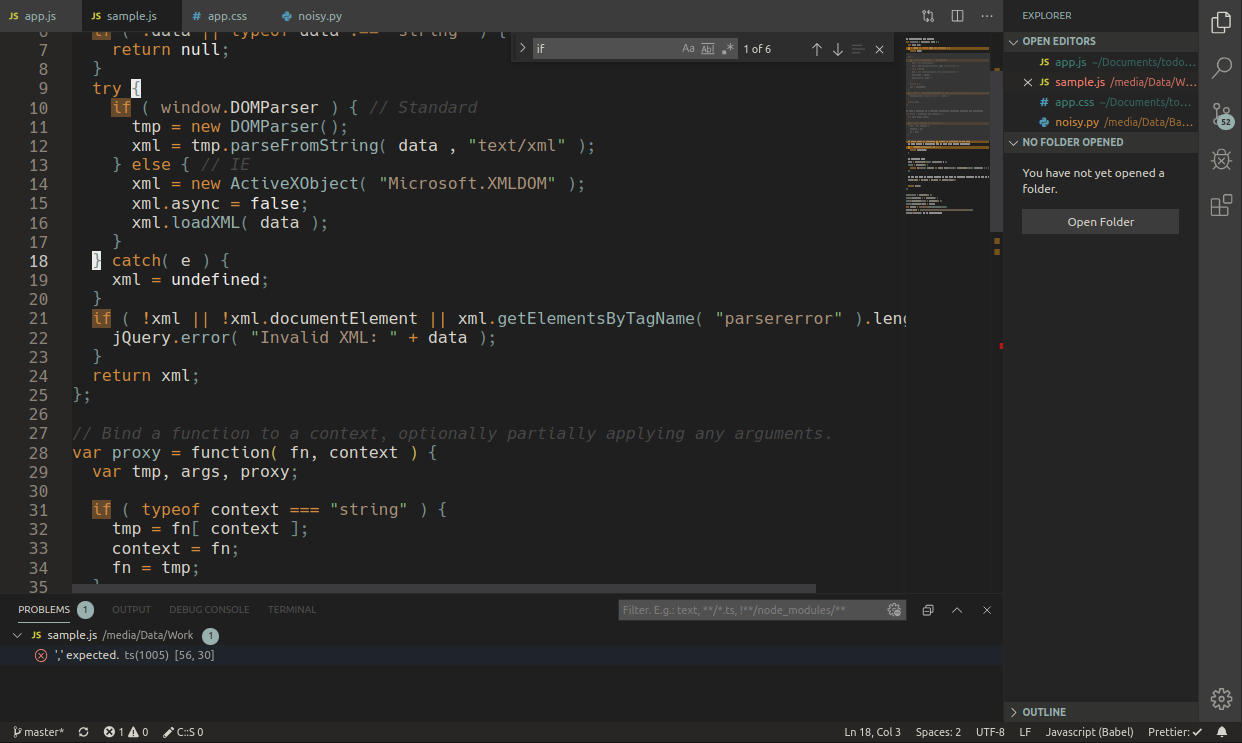 JS app.js
JS sample.js
# app.css
noisy.py
EXPLORER
if
Aa Abl .* 1 of 6
6 if ( !data || typeof data !== "string" ) {
7 return null;
8 }
9 try {
10 if ( window.DOMParser ) { // Standard
11 tmp = new DOMParser();
12 xml = tmp.parseFromString( data , "text/xml" );
13 } else { // IE
14 xml = new ActiveXObject( "Microsoft.XMLDOM" );
15 xml.async = false;
16 xml.loadXML( data );
17 }
18 } catch( e ) {
19 xml = undefined;
20 }
21 if ( !xml || !xml.documentElement || xml.getElementsByTagName( "parsererror" ).leng
22 jQuery.error( "Invalid XML: " + data );
23 }
24 return xml;
25 };
26
27 // Bind a function to a context, optionally partially applying any arguments.
28 var proxy = function( fn, context ) {
29 var tmp, args, proxy;
30
31 if ( typeof context === "string" ) {
32 tmp = fn[ context ];
33 context = fn;
34 fn = tmp;
35 }
OPEN EDITORS
JS app.js ~/Documents/todo...
JS sample.js /media/Data/W...
# app.css ~/Documents/to...
noisy.py /media/Data/Ba...
NO FOLDER OPENED
You have not yet opened a
folder.
Open Folder
OUTLINE
52
PROBLEMS 1 OUTPUT DEBUG CONSOLE TERMINAL
Filter. E.g.: text, **/*.ts, !**/node_modules/**
JS sample.js /media/Data/Work 1
',' expected. ts(1005) [56, 30]
master* 1 0 C::S 0 Ln 18, Col 3 Spaces: 2 UTF-8 LF Javascript (Babel) Prettier: ✓